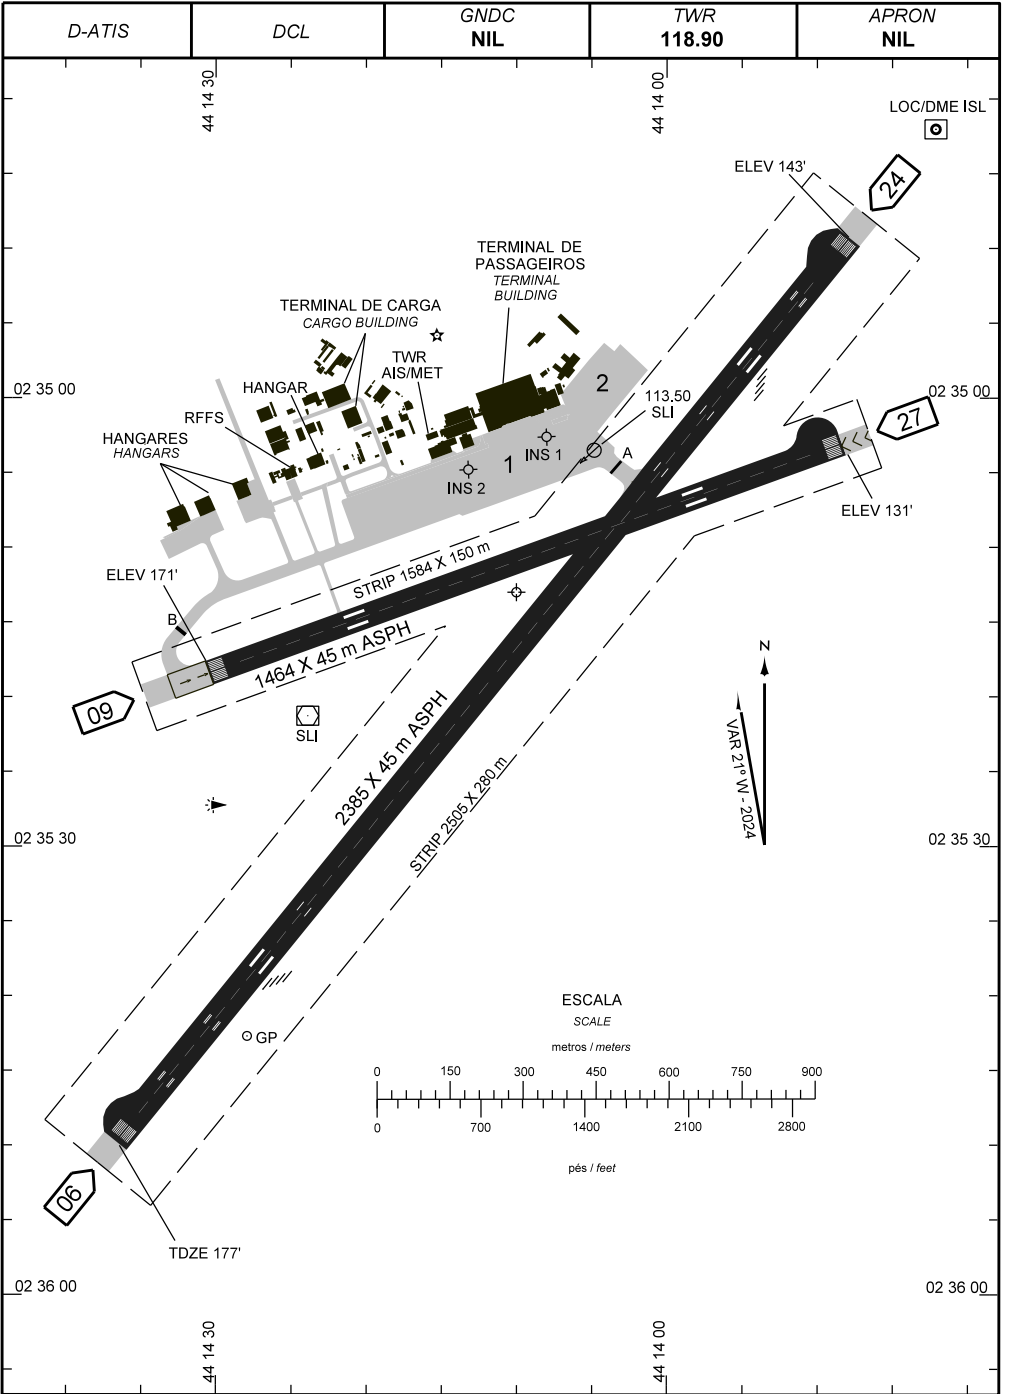 D-ATIS
DCL
GNDC
NIL
TWR
118.90
APRON
NIL
44 14 30
44 14 00
LOC/DME ISL
ELEV 143'
24
TERMINAL DE
PASSAGEIROS
TERMINAL
BUILDING
TERMINAL DE CARGA
CARGO BUILDING
TWR
AIS/MET
HANGAR
RFFS
HANGARES
HANGARS
02 35 00
02 35 00
2
113,50
SLI
27
1
INS 1
INS 2
A
ELEV 131'
ELEV 171'
STRIP 1584 X 150 m
B
1464 X 45 m ASPH
09
SLI
N
VAR 21° W - 2024
2385 X 45 m ASPH
STRIP 2505 X 280 m
02 35 30
02 35 30
GP
ESCALA
SCALE
metros / meters
0 150 300 450 600 750 900
0 700 1400 2100 2800
pés / feet
06
TDZE 177'
02 36 00
02 36 00
44 14 30
44 14 00